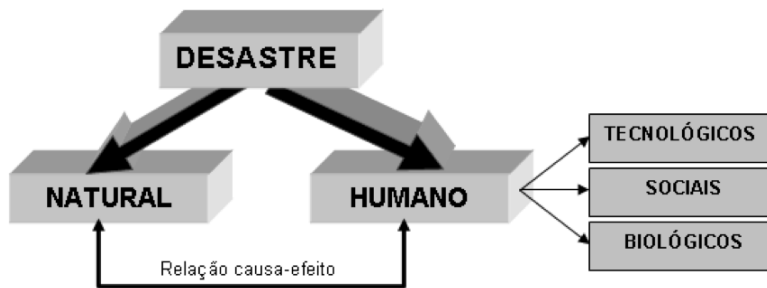 DESASTRE
NATURAL
HUMANO
TECNOLÓGICOS
SOCIAIS
BIOLÓGICOS
Relação causa-efeito